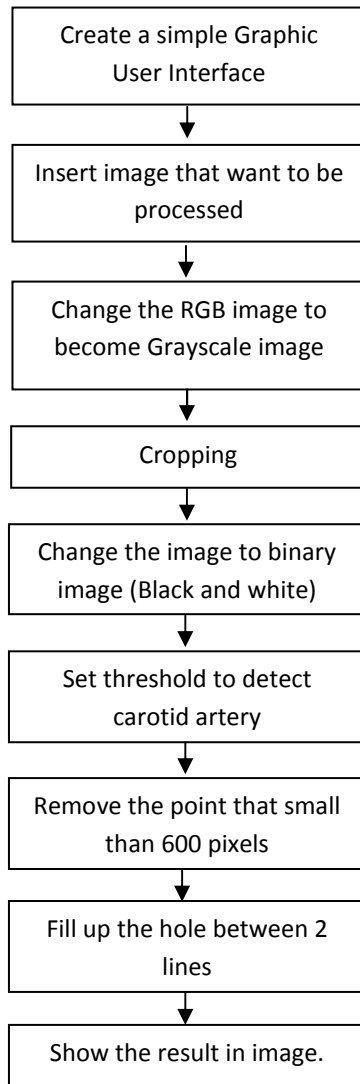 Create a simple Graphic
User Interface
Insert image that want to be
processed
Change the RGB image to
become Grayscale image
Cropping
Change the image to binary
image (Black and white)
Set threshold to detect
carotid artery
Remove the point that small
than 600 pixels
Fill up the hole between 2
lines
Show the result in image.